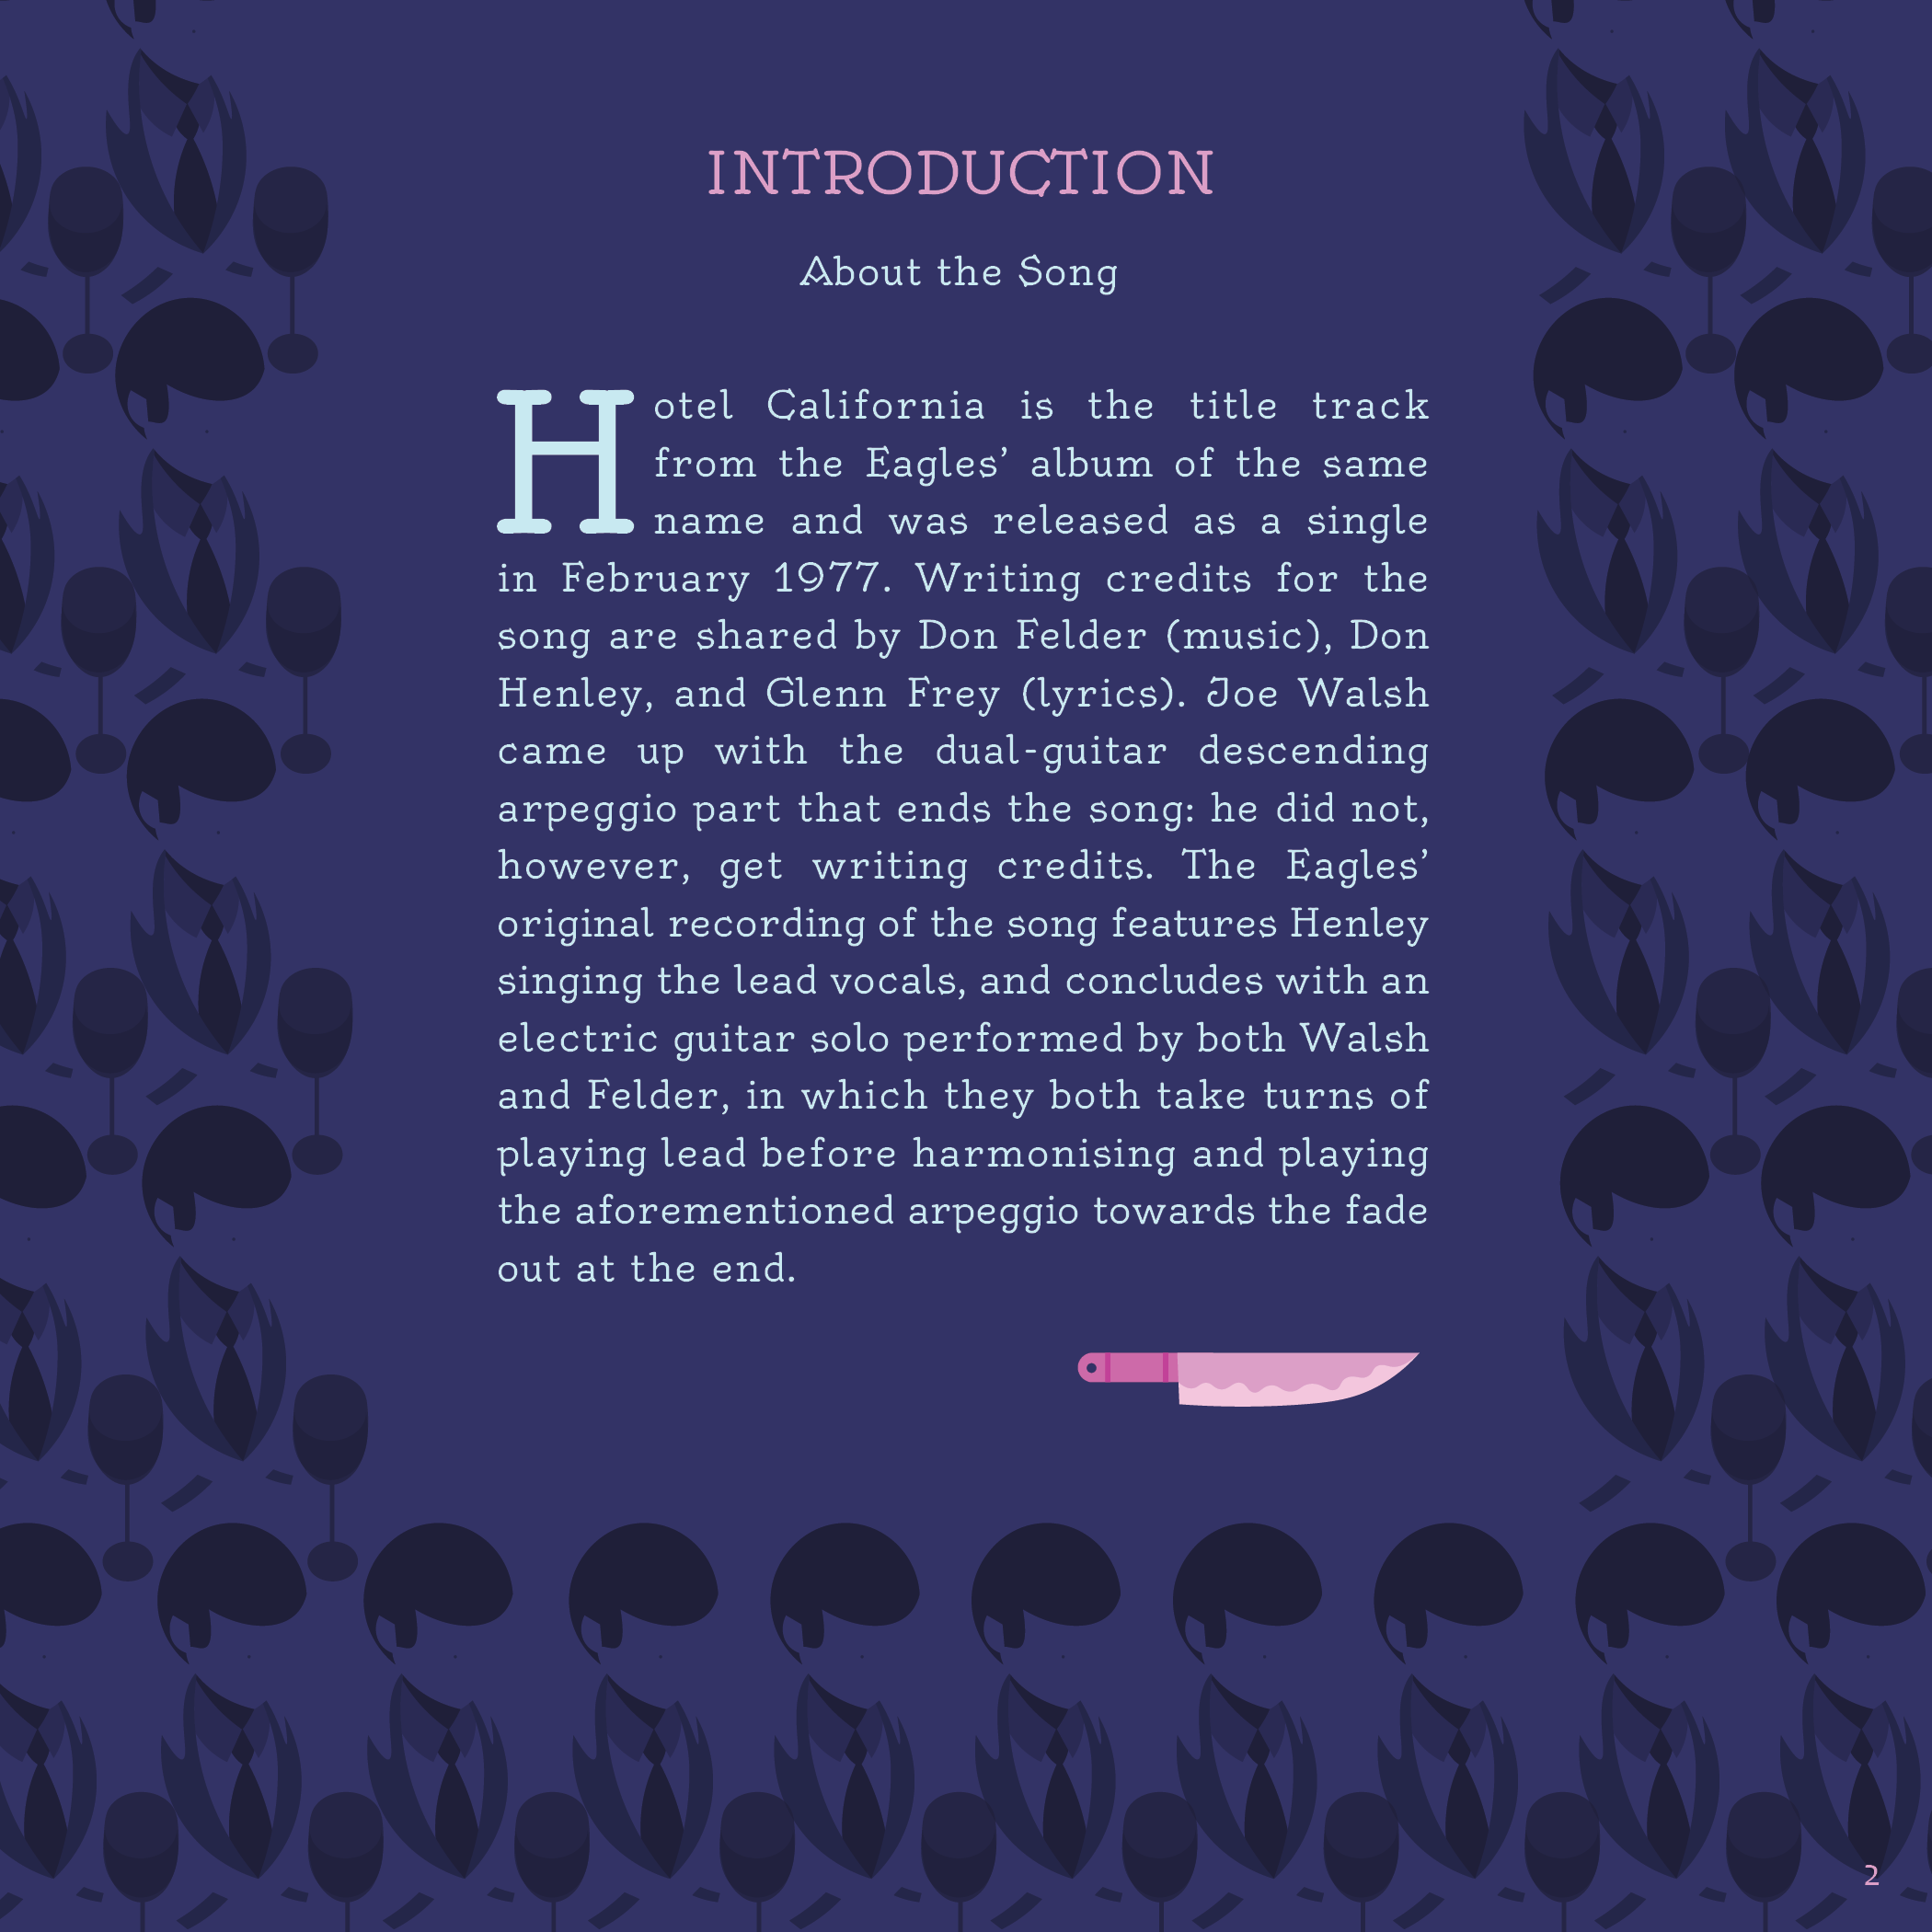 INTRODUCTION
About the Song
Hotel California is the title track
from the Eagles’ album of the same
name and was released as a single
in February 1977. Writing credits for the
song are shared by Don Felder (music), Don
Henley, and Glenn Frey (lyrics). Joe Walsh
came up with the dual-guitar descending
arpeggio part that ends the song: he did not,
however, get writing credits. The Eagles’
original recording of the song features Henley
singing the lead vocals, and concludes with an
electric guitar solo performed by both Walsh
and Felder, in which they both take turns of
playing lead before harmonising and playing
the aforementioned arpeggio towards the fade
out at the end.
2